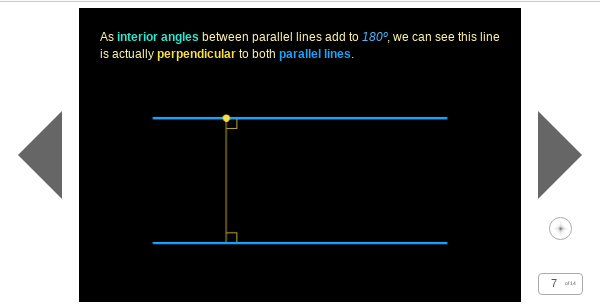 As interior angles between parallel lines add to 180º, we can see this line
is actually perpendicular to both parallel lines.
7 of 14